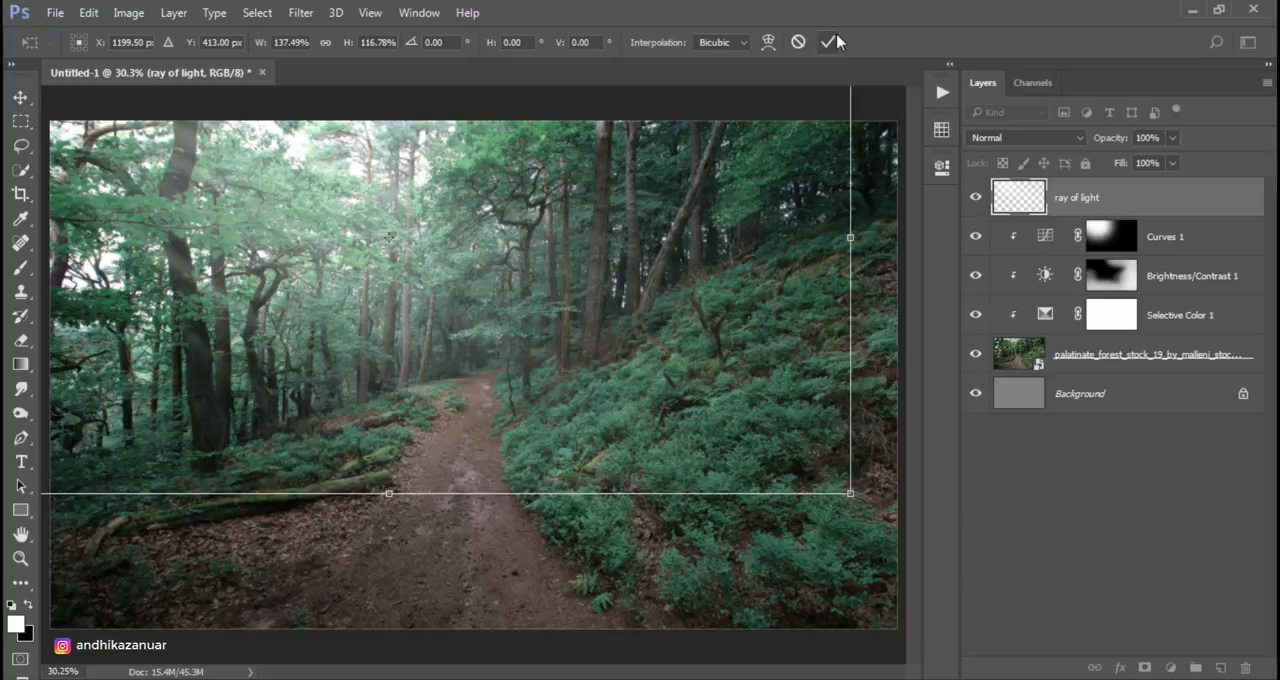 Ps File Edit Image Layer Type Select Filter 3D View Window Help
X: 1199.50 px Y: 413.00 px W: 137.49% H: 116.78% 0.00 ° H: 0.00 ° V: 0.00 ° Interpolation: Bicubic
Untitled-1 @ 30.3% (ray of light, RGB/8) * ×
Layers Channels
Kind
Normal Opacity: 100%
Lock: Fill: 100%
ray of light
Curves 1
Brightness/Contrast 1
Selective Color 1
palatinate_forest_stock_19_by_malleni_stoc...
Background
andhikazanuar
30.25% Doc: 15.4M/45.3M